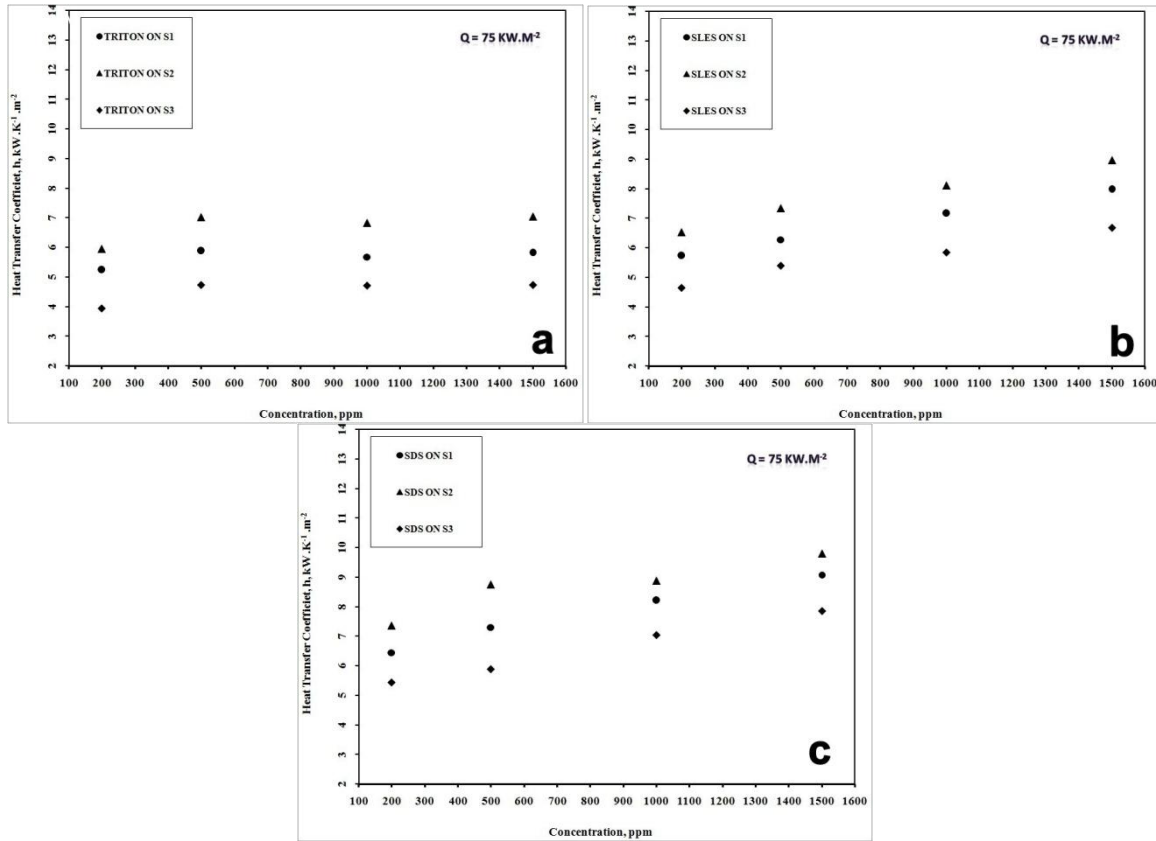 14
13
12
11
10
9
8
7
6
5
4
3
2
Heat Transfer Coefficiet, h, kW .K-1 .m-2
TRITON ON S1
TRITON ON S2
TRITON ON S3
Q = 75 KW.M-2
a
100 200 300 400 500 600 700 800 900 1000 1100 1200 1300 1400 1500 1600
Concentration, ppm
14
13
12
11
10
9
8
7
6
5
4
3
2
Heat Transfer Coefficiet, h, kW .K-1 .m-2
SLES ON S1
SLES ON S2
SLES ON S3
Q = 75 KW.M-2
b
100 200 300 400 500 600 700 800 900 1000 1100 1200 1300 1400 1500 1600
Concentration, ppm
14
13
12
11
10
9
8
7
6
5
4
3
2
Heat Transfer Coefficiet, h, kW .K-1 .m-2
SDS ON S1
SDS ON S2
SDS ON S3
Q = 75 KW.M-2
c
100 200 300 400 500 600 700 800 900 1000 1100 1200 1300 1400 1500 1600
Concentration, ppm